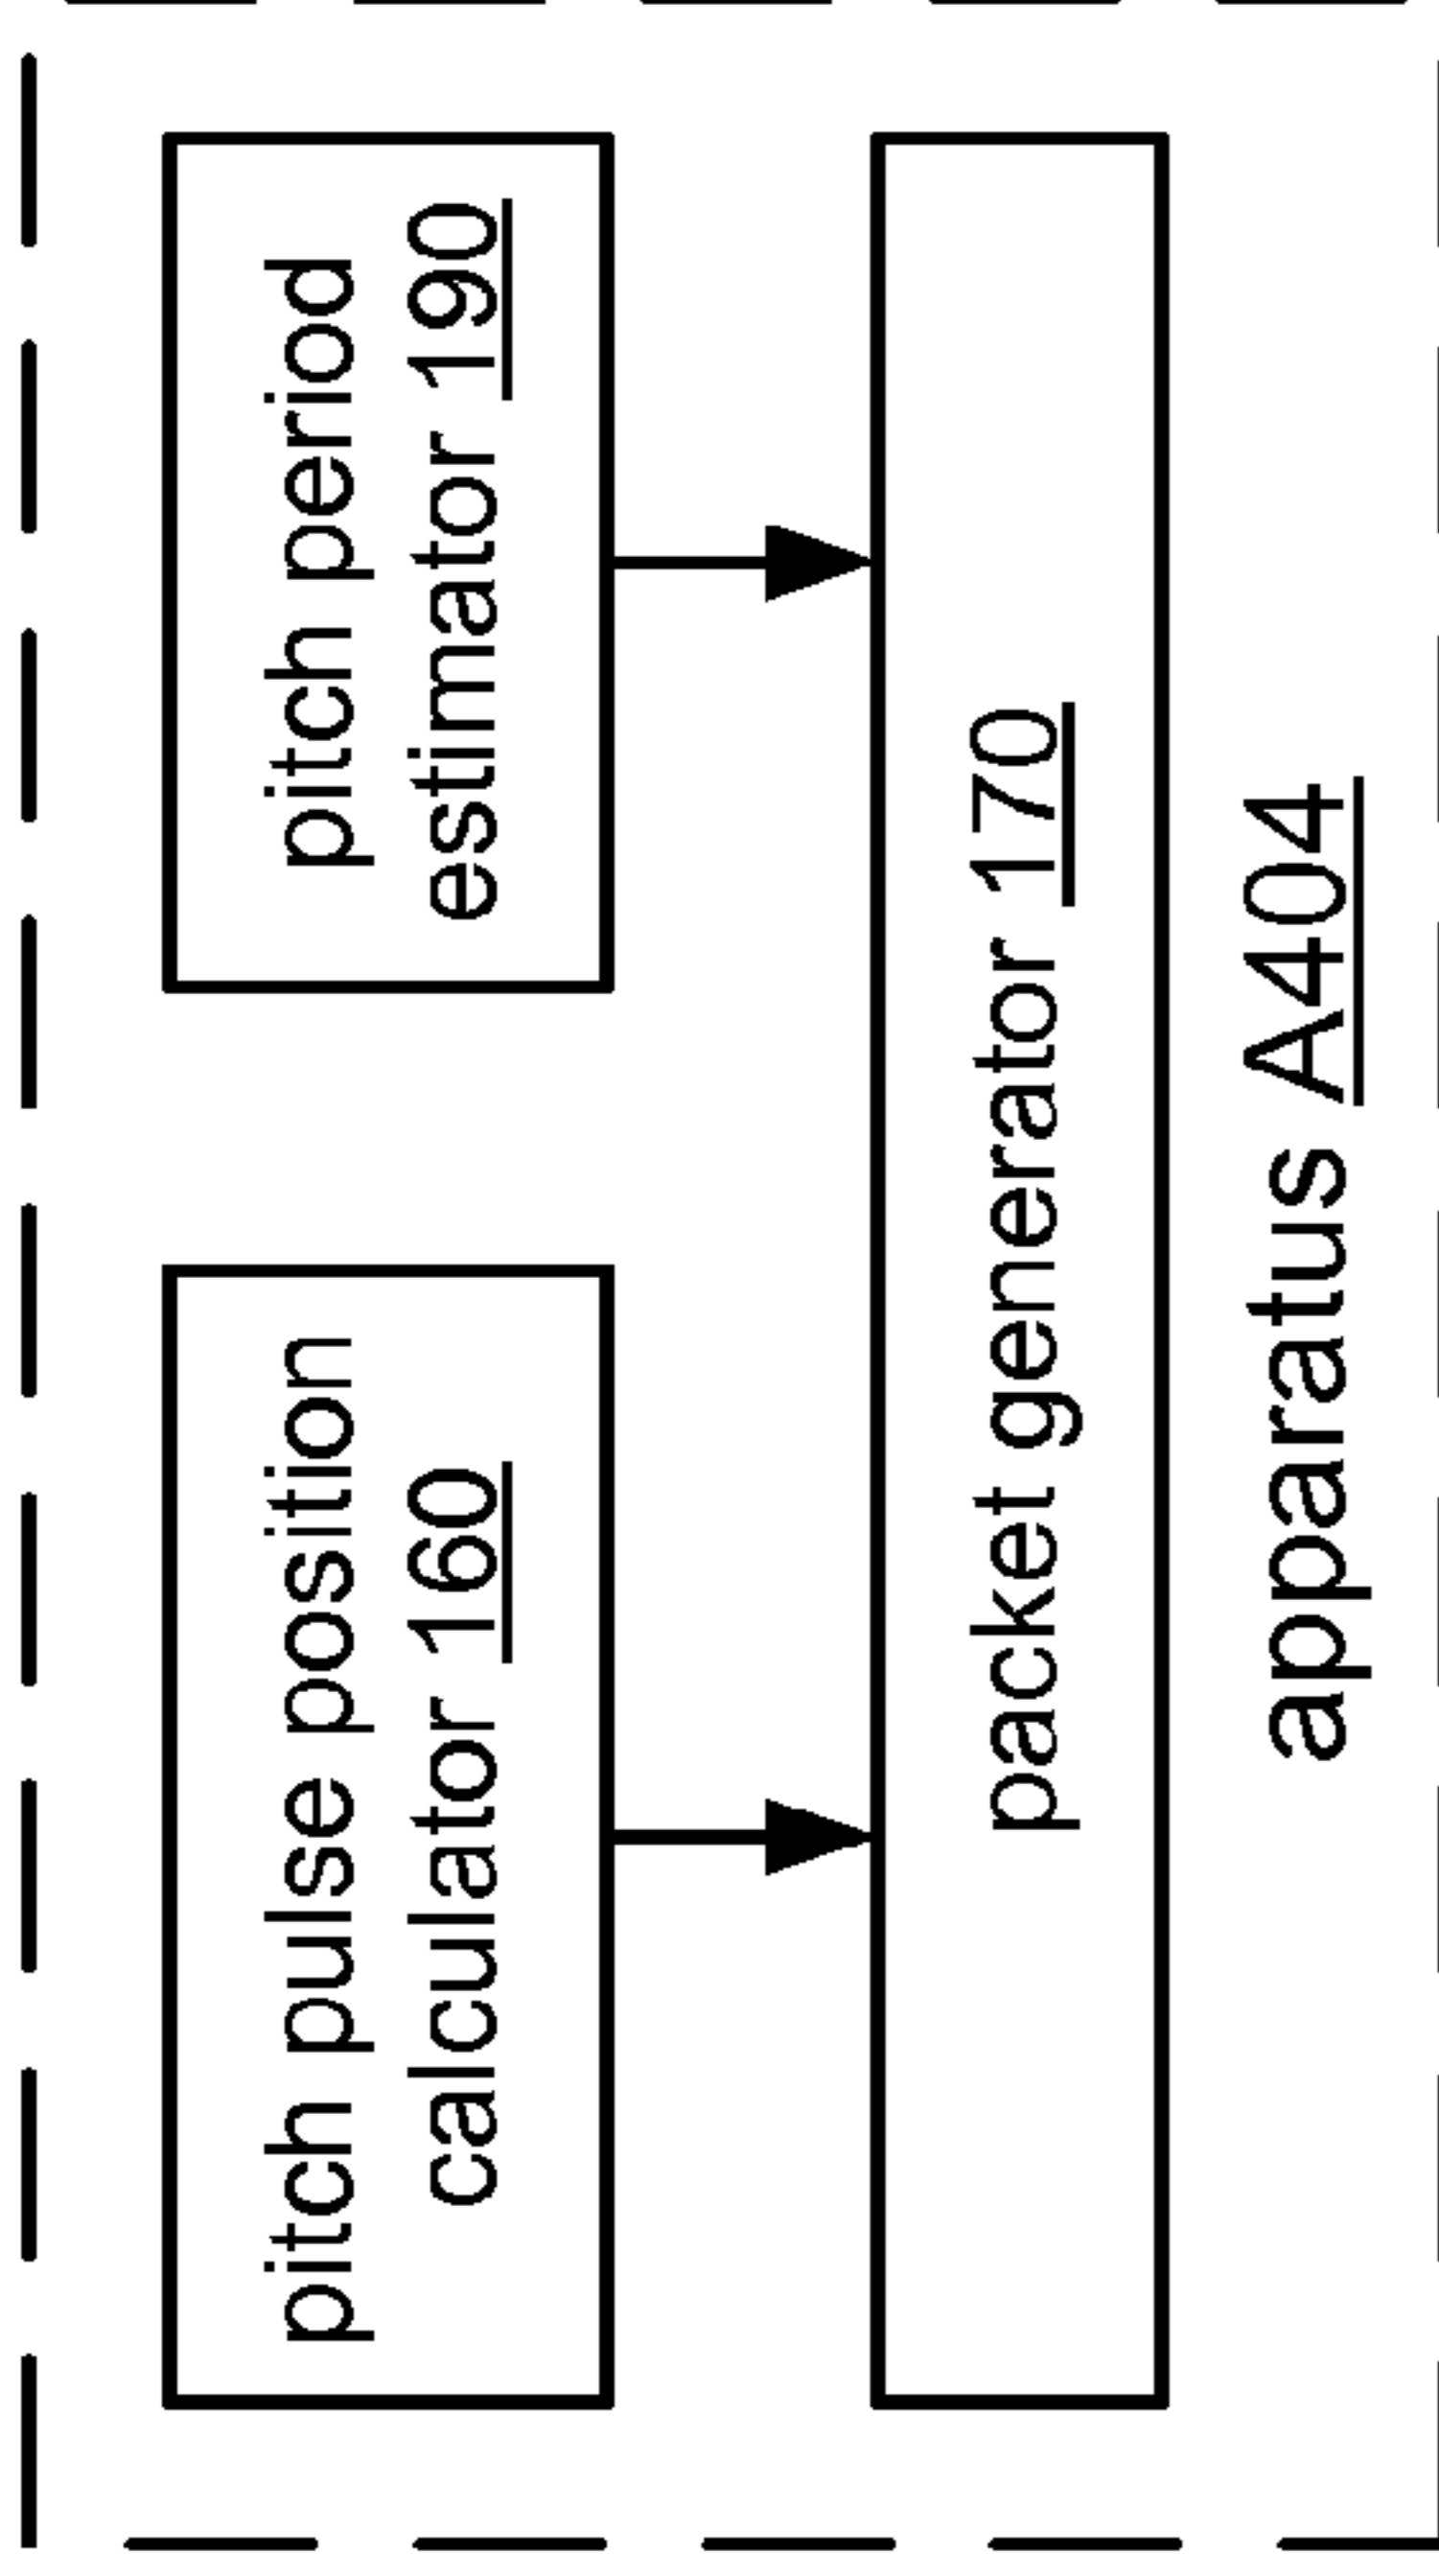 pitch pulse position
calculator 160
pitch period
estimator 190
packet generator 170
apparatus A404